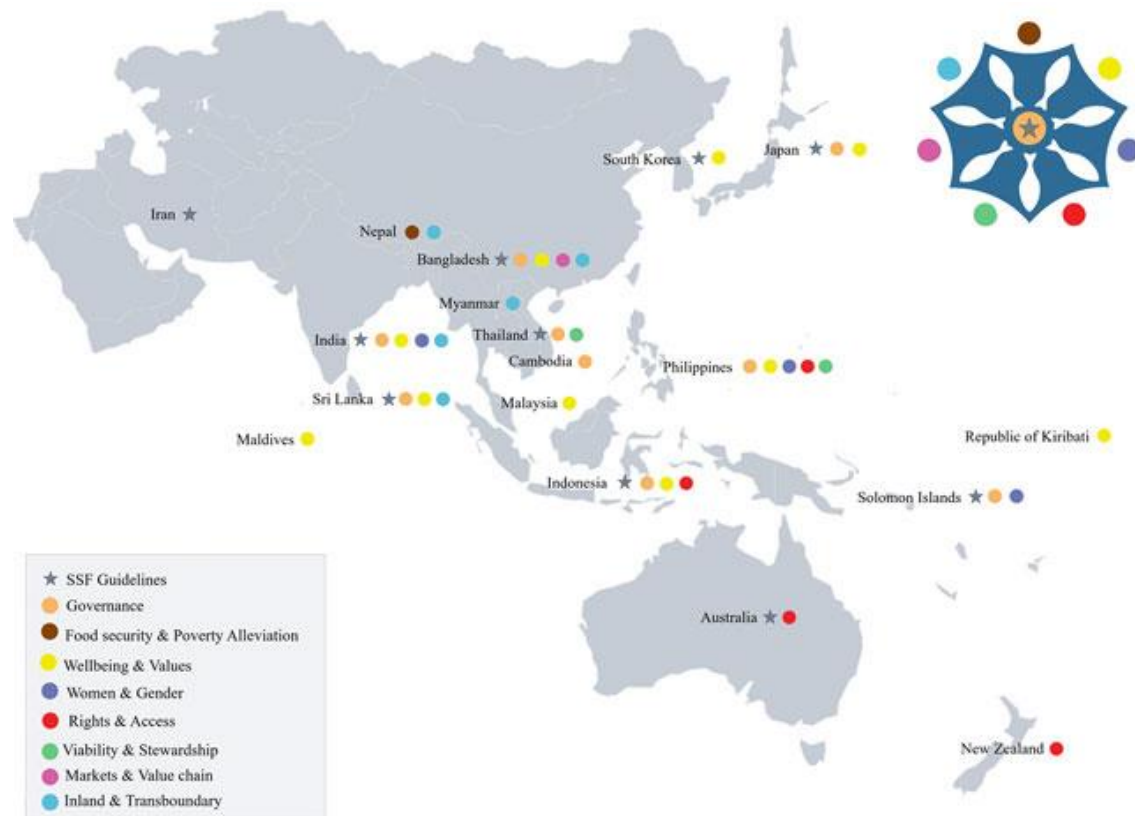 South Korea
Japan
Iran
Nepal
Bangladesh
Myanmar
India
Thailand
Cambodia
Philippines
Sri Lanka
Malaysia
Maldives
Republic of Kiribati
Indonesia
Solomon Islands
SSF Guidelines
Governance
Food security & Poverty Alleviation
Wellbeing & Values
Women & Gender
Rights & Access
Viability & Stewardship
Markets & Value chain
Inland & Transboundary
Australia
New Zealand